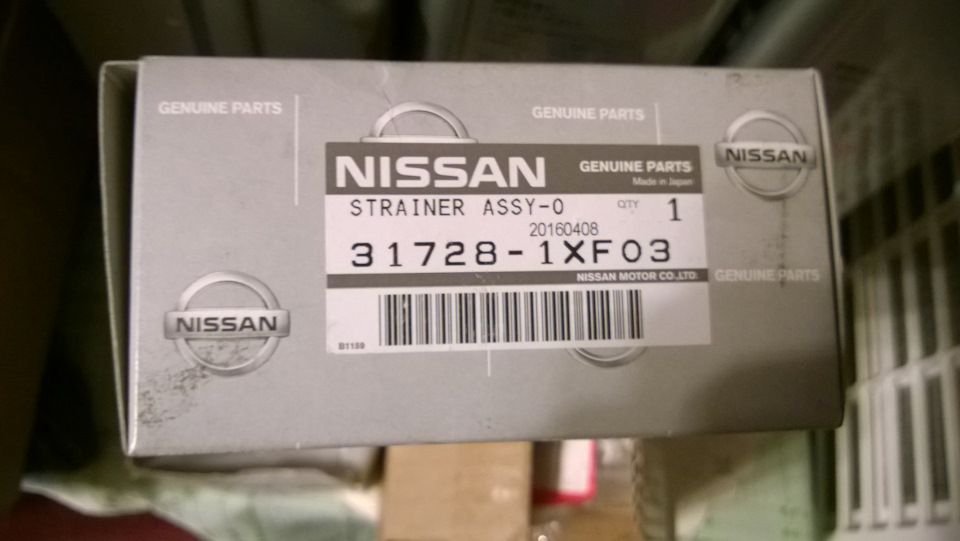 GENUINE PARTS
GENUINE PARTS
NISSAN
NISSAN GENUINE PARTS
Made in Japan
STRAINER ASSY-O QTY 1
20160408
31728-1XF03
NISSAN MOTOR CO.,LTD.
GENUINE PARTS
NISSAN
B1159